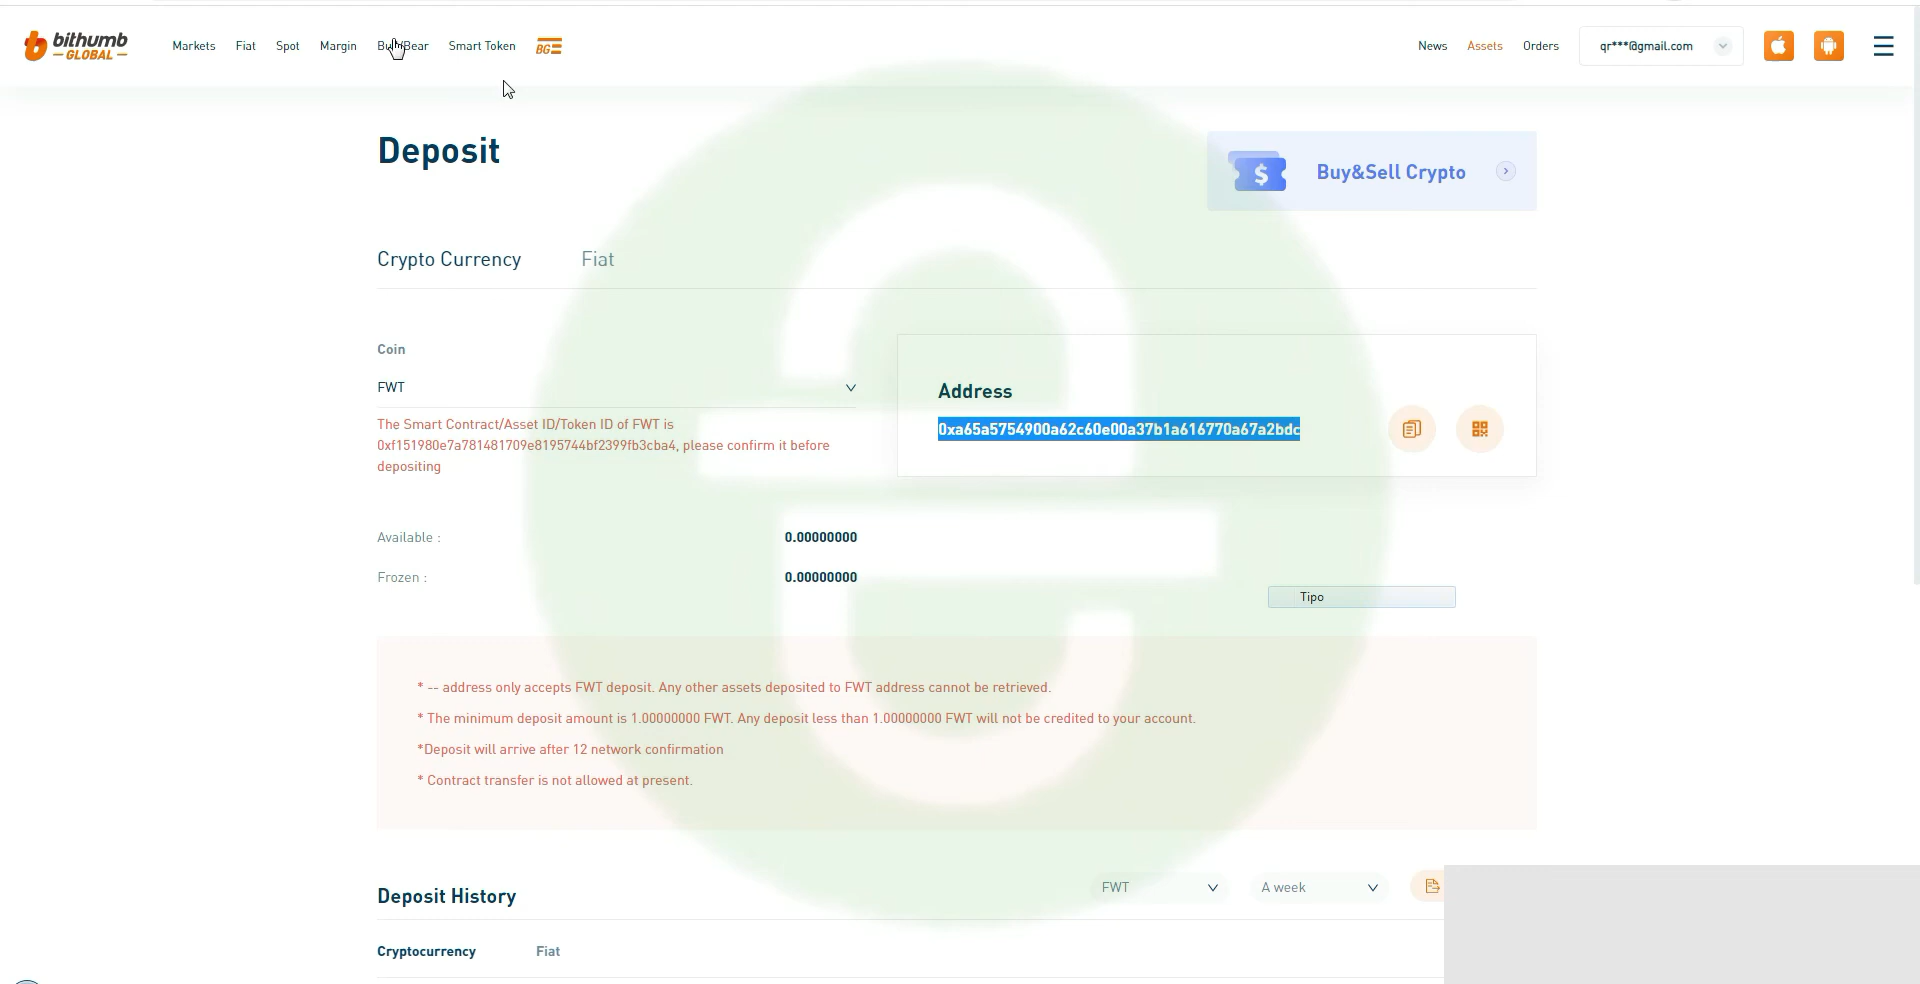 bithumb
GLOBAL
Markets Fiat Spot Margin Bull/Bear Smart Token BG
News Assets Orders qr***@gmail.com
Deposit
Buy&Sell Crypto
Crypto Currency Fiat
Coin
FWT
The Smart Contract/Asset ID/Token ID of FWT is
0xf151980e7a781481709e8195744bf2399fb3cba4, please confirm it before
depositing
Address
0xa65a5754900a62c60e00a37b1a616770a67a2bdc
Available : 0.00000000
Frozen : 0.00000000
Tipo
* -- address only accepts FWT deposit. Any other assets deposited to FWT address cannot be retrieved.
* The minimum deposit amount is 1.00000000 FWT. Any deposit less than 1.00000000 FWT will not be credited to your account.
*Deposit will arrive after 12 network confirmation
* Contract transfer is not allowed at present.
Deposit History
FWT A week
Cryptocurrency Fiat